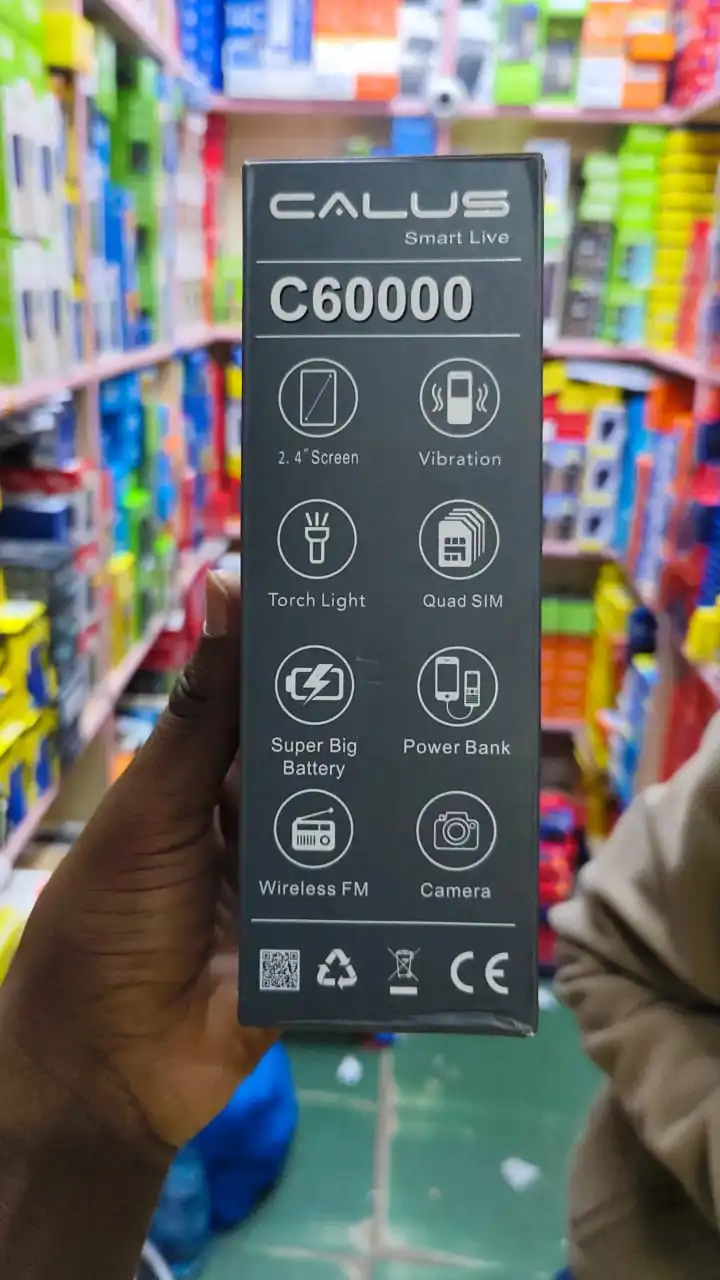 CALUS
Smart Live
C60000
2.4" Screen
Vibration
Torch Light
Quad SIM
Super Big
Battery
Power Bank
Wireless FM
Camera
CE